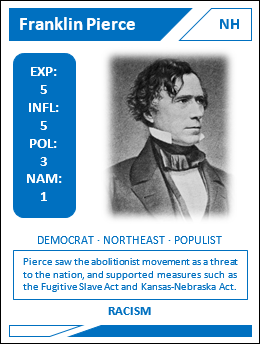 Franklin Pierce
NH
EXP:
5
INFL:
5
POL:
3
NAM:
1
DEMOCRAT · NORTHEAST · POPULIST
Pierce saw the abolitionist movement as a threat
to the nation, and supported measures such as
the Fugitive Slave Act and Kansas-Nebraska Act.
RACISM